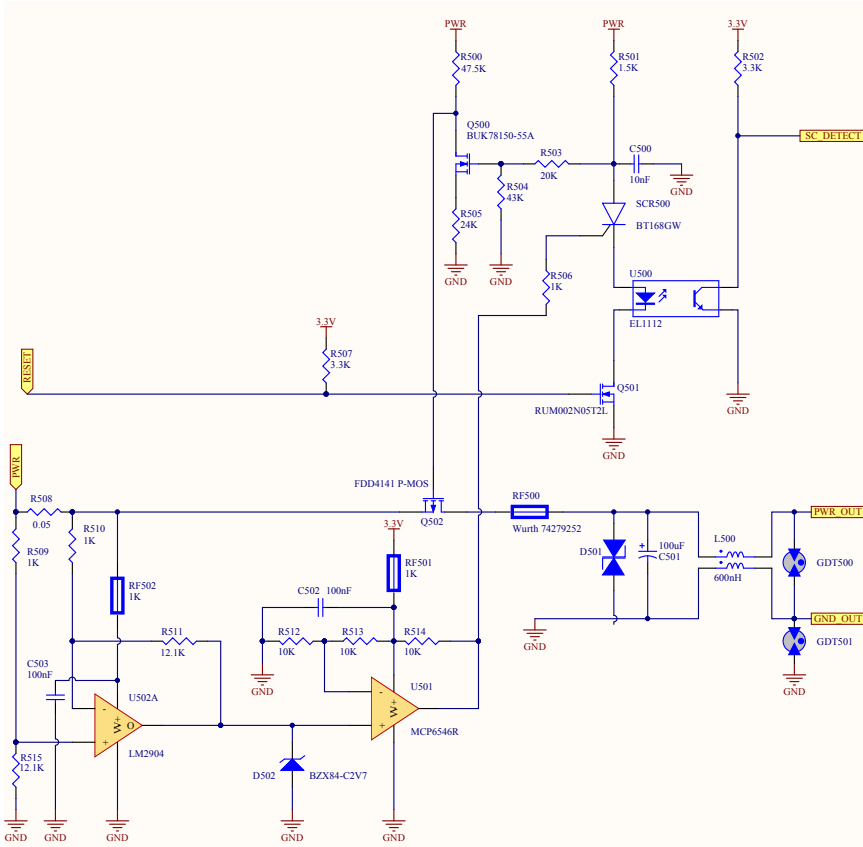 PWR
PWR
3.3V
R500
47.5K
R501
1.5K
R502
3.3K
Q500
BUK78150-55A
SC_DETECT
R503
20K
C500
10nF
GND
R504
43K
SCR500
BT168GW
R505
24K
GND
GND
R506
1K
U500
EL1112
3.3V
R507
3.3K
RESET
Q501
RUM002N05T2L
GND
GND
PWR
FDD4141 P-MOS
Q502
R508
0.05
R509
1K
R510
1K
RF502
1K
3.3V
RF501
1K
RF500
Wurth 74279252
D501
100uF
C501
+
L500
600nH
PWR_OUT
GDT500
GND_OUT
GDT501
GND
GND
C502 100nF
R511
12.1K
R512
10K
R513
10K
R514
10K
GND
C503
100nF
U502A
-
+
V+
V-
O
LM2904
U501
-
+
V+
V-
MCP6546R
R515
12.1K
D502
BZX84-C2V7
GND
GND
GND
GND
GND